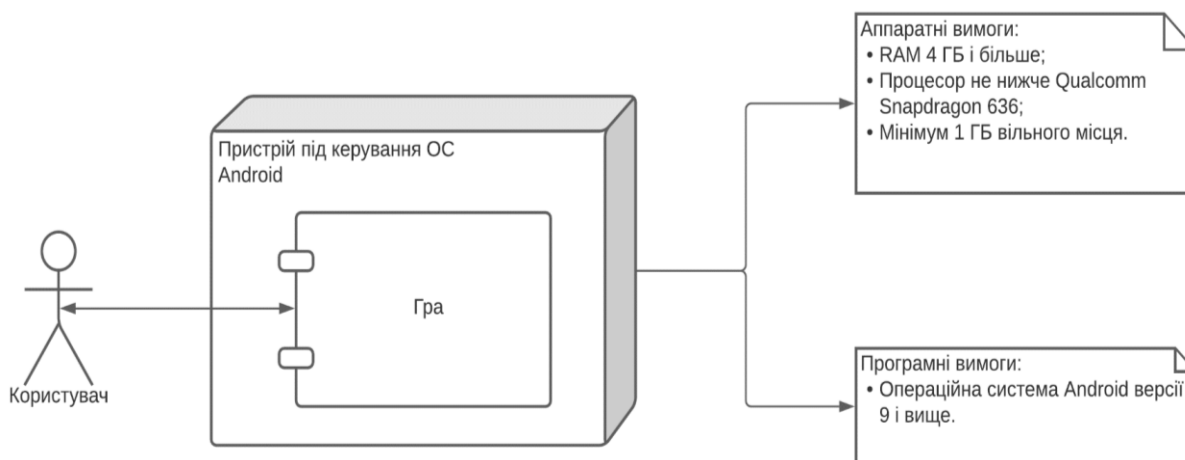 Аппаратні вимоги:
• RAM 4 ГБ і більше;
• Процесор не нижче Qualcomm
Snapdragon 636;
• Мінімум 1 ГБ вільного місця.
Пристрій під керування ОС
Android
Гра
Користувач
Програмні вимоги:
• Операційна система Android версії
9 і вище.